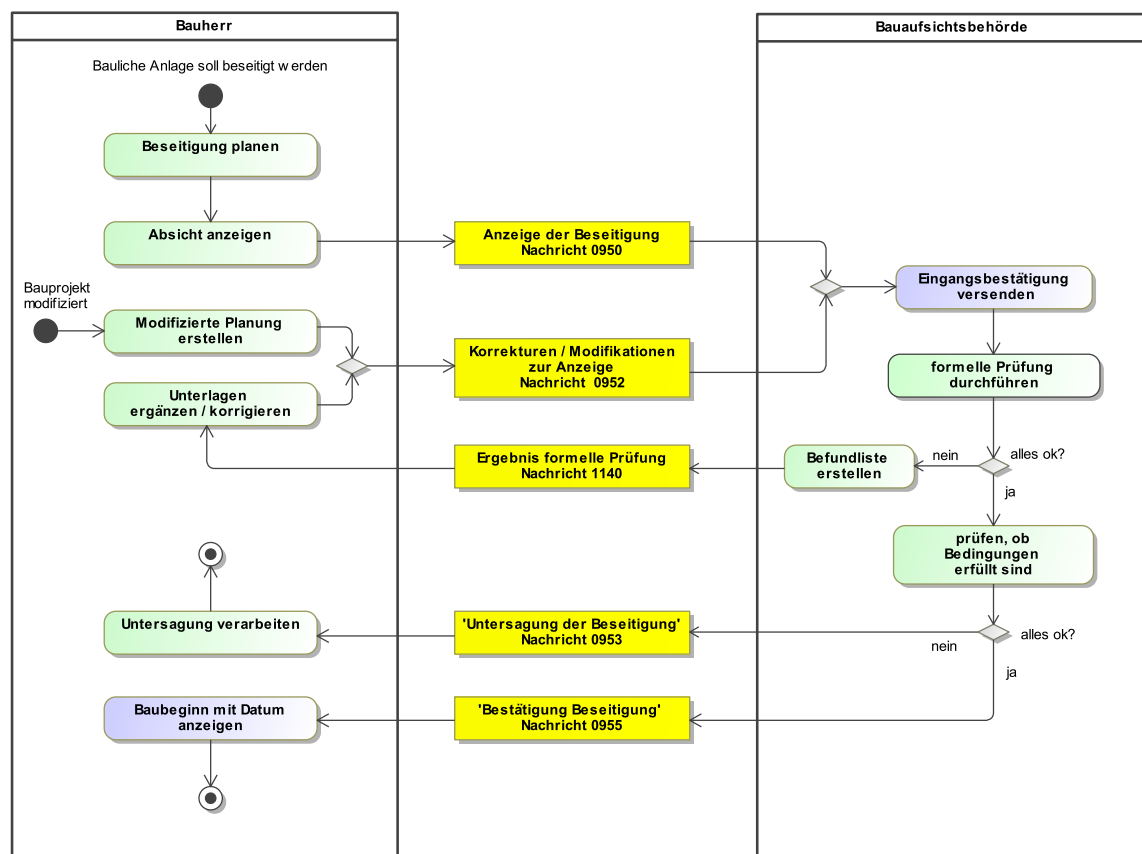 Bauherr
Bauaufsichtsbehörde
Bauliche Anlage soll beseitigt werden
Beseitigung planen
Absicht anzeigen
Anzeige der Beseitigung
Nachricht 0950
Eingangsbestätigung
versenden
Bauprojekt
modifiziert
Modifizierte Planung
erstellen
Korrekturen / Modifikationen
zur Anzeige
Nachricht 0952
formelle Prüfung
durchführen
Unterlagen
ergänzen / korrigieren
Ergebnis formelle Prüfung
Nachricht 1140
Befundliste
erstellen
nein
alles ok?
ja
prüfen, ob
Bedingungen
erfüllt sind
Untersagung verarbeiten
'Untersagung der Beseitigung'
Nachricht 0953
nein
alles ok?
ja
Baubeginn mit Datum
anzeigen
'Bestätigung Beseitigung'
Nachricht 0955